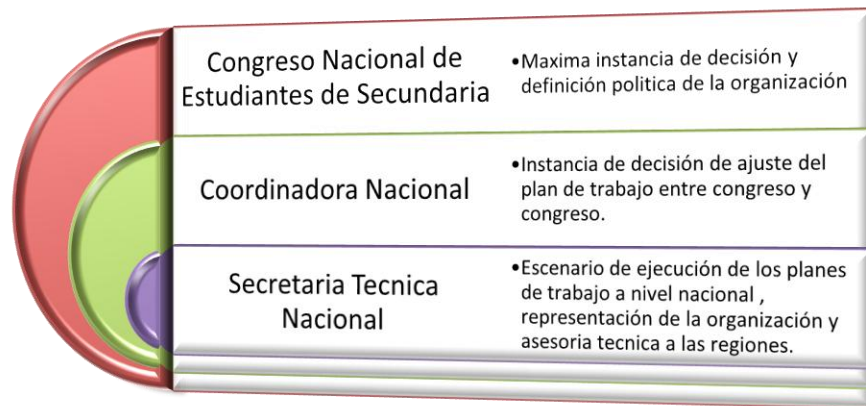 Congreso Nacional de
Estudiantes de Secundaria
•Maxima instancia de decisión y
definición politica de la organización
Coordinadora Nacional
•Instancia de decisión de ajuste del
plan de trabajo entre congreso y
congreso.
Secretaria Tecnica
Nacional
•Escenario de ejecución de los planes
de trabajo a nivel nacional ,
representación de la organización y
asesoria tecnica a las regiones.